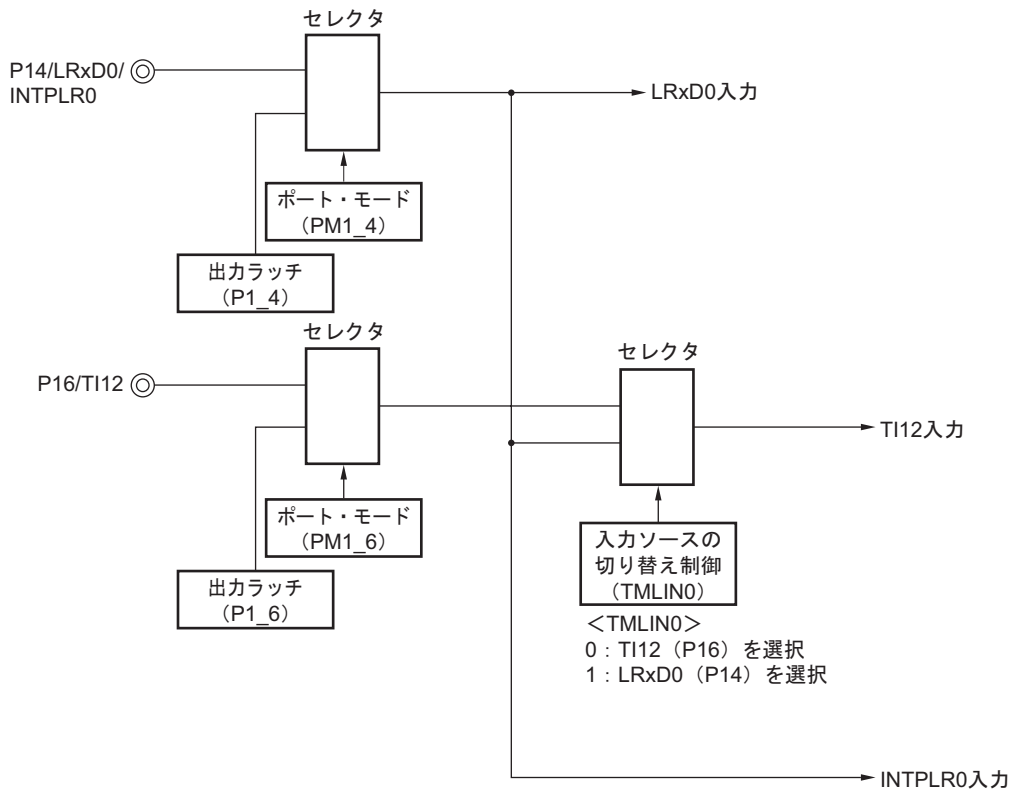 セレクタ
P14/LRxD0/
INTPLR0
LRxD0入力
ポート・モード
（PM1_4）
出力ラッチ
（P1_4）
セレクタ
セレクタ
P16/TI12
TI12入力
ポート・モード
（PM1_6）
入力ソースの
切り替え制御
（TMLIN0）
出力ラッチ
（P1_6）
＜TMLIN0＞
0：TI12（P16）を選択
1：LRxD0（P14）を選択
INTPLR0入力